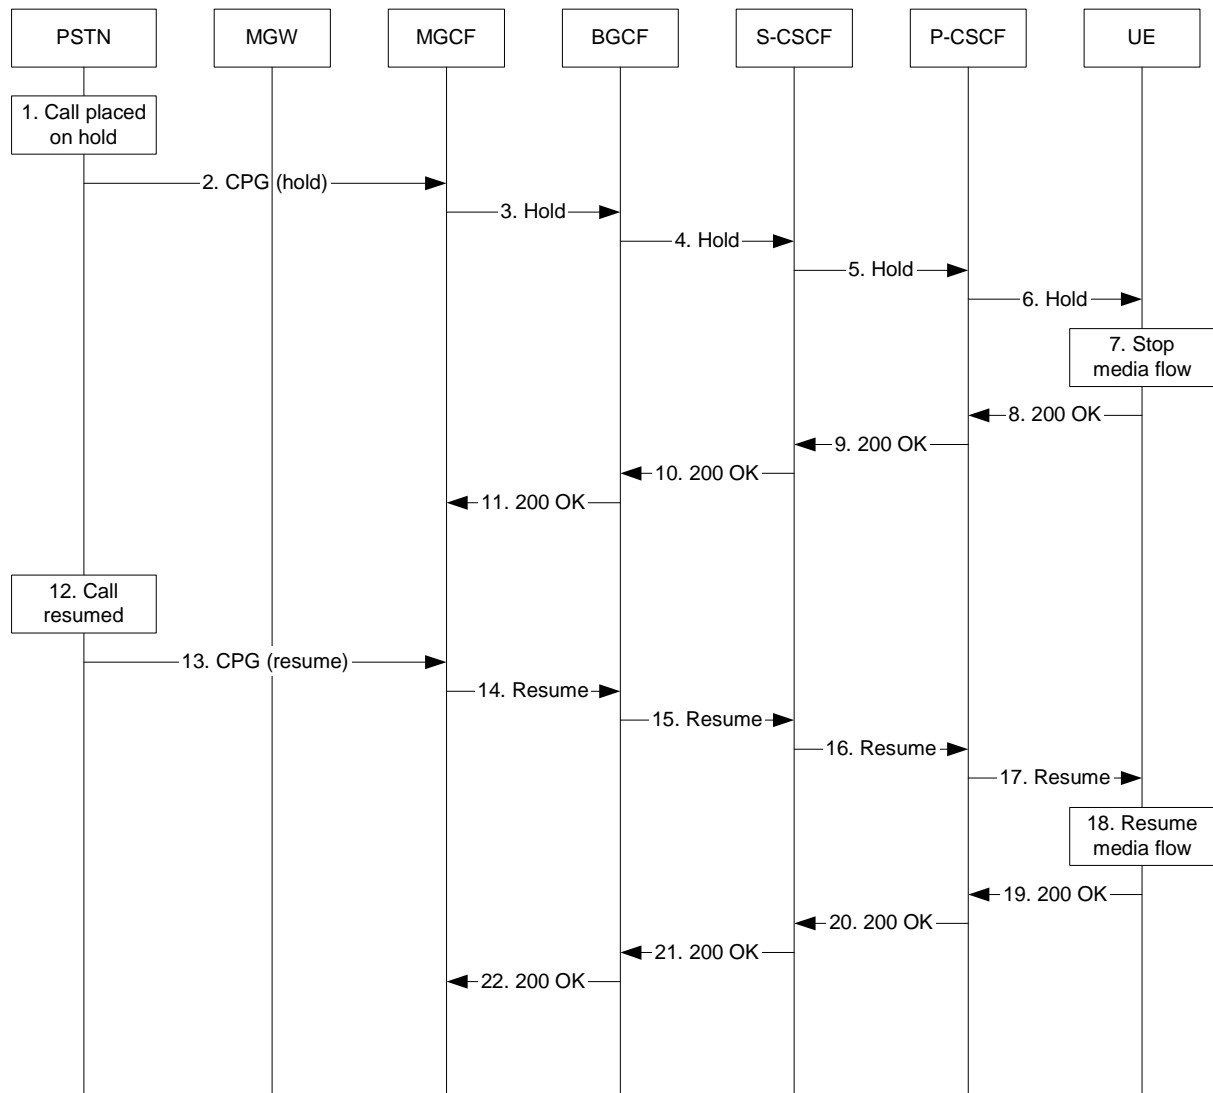 PSTN
MGW
MGCF
BGCF
S-CSCF
P-CSCF
UE
1. Call placed
on hold
2. CPG (hold)
3. Hold
4. Hold
5. Hold
6. Hold
7. Stop
media flow
8. 200 OK
9. 200 OK
10. 200 OK
11. 200 OK
12. Call
resumed
13. CPG (resume)
14. Resume
15. Resume
16. Resume
17. Resume
18. Resume
media flow
19. 200 OK
20. 200 OK
21. 200 OK
22. 200 OK